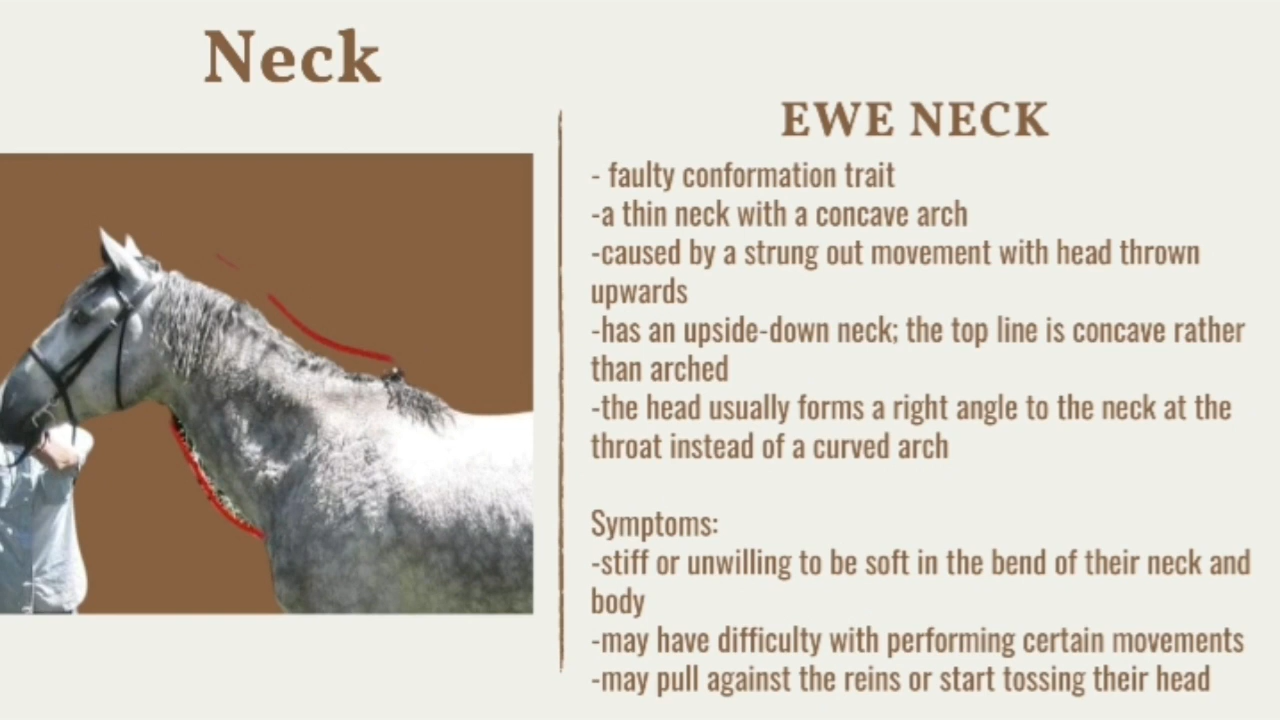 Neck
EWE NECK
- faulty conformation trait
-a thin neck with a concave arch
-caused by a strung out movement with head thrown
upwards
-has an upside-down neck; the top line is concave rather
than arched
-the head usually forms a right angle to the neck at the
throat instead of a curved arch
Symptoms:
-stiff or unwilling to be soft in the bend of their neck and
body
-may have difficulty with performing certain movements
-may pull against the reins or start tossing their head